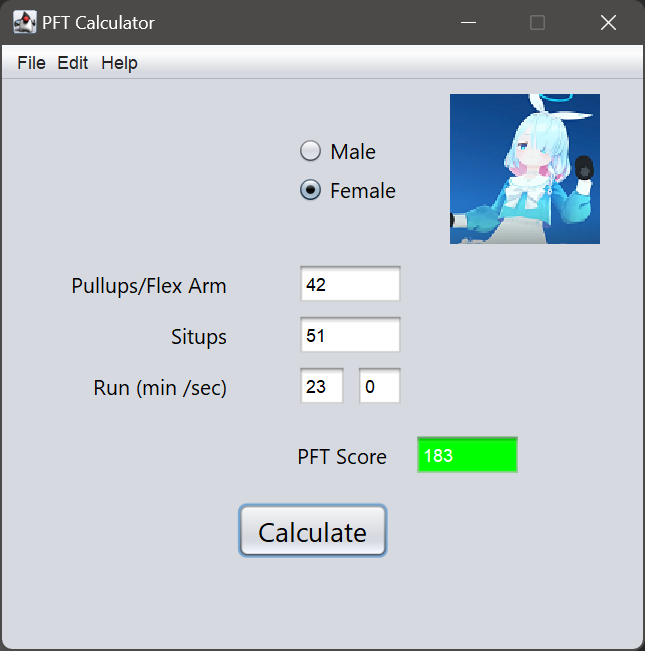 PFT Calculator
File Edit Help
Male
Female
Pullups/Flex Arm 42
Situps 51
Run (min /sec) 23 0
PFT Score 183
Calculate